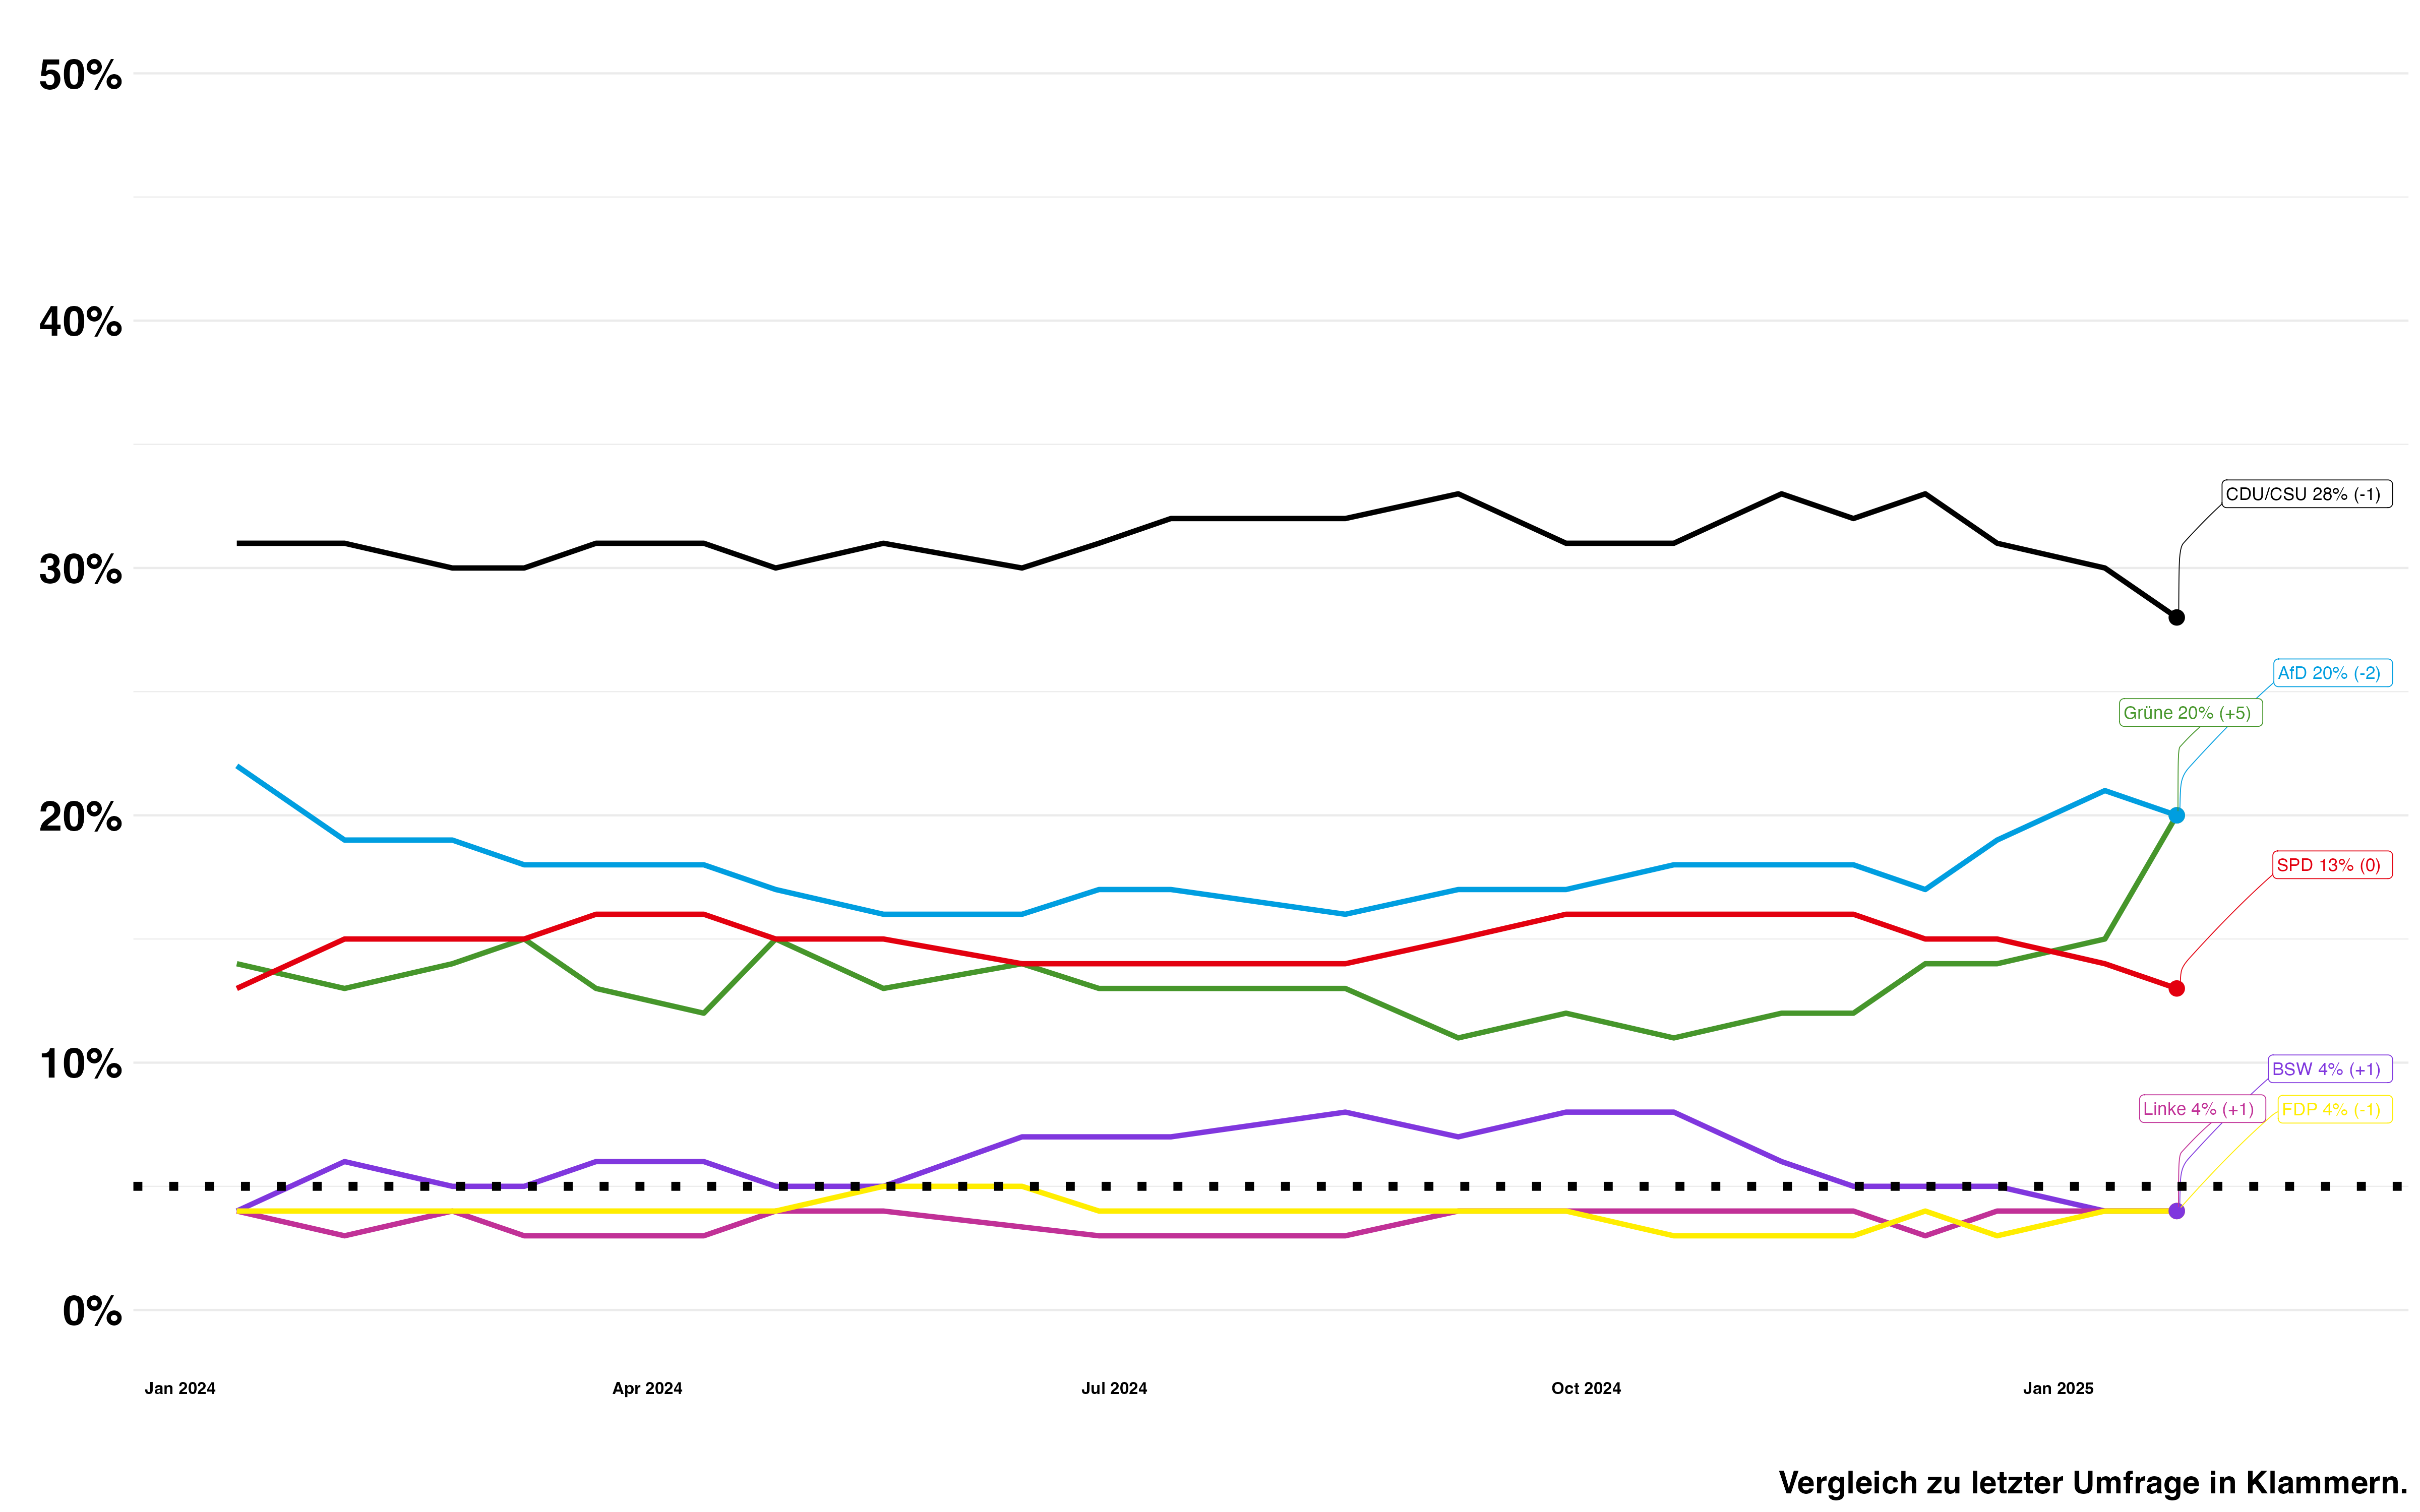 50%
40%
30%
20%
10%
0%
CDU/CSU 28% (-1)
AfD 20% (-2)
Grüne 20% (+5)
SPD 13% (0)
BSW 4% (+1)
Linke 4% (+1)
FDP 4% (-1)
Jan 2024
Apr 2024
Jul 2024
Oct 2024
Jan 2025
Vergleich zu letzter Umfrage in Klammern.